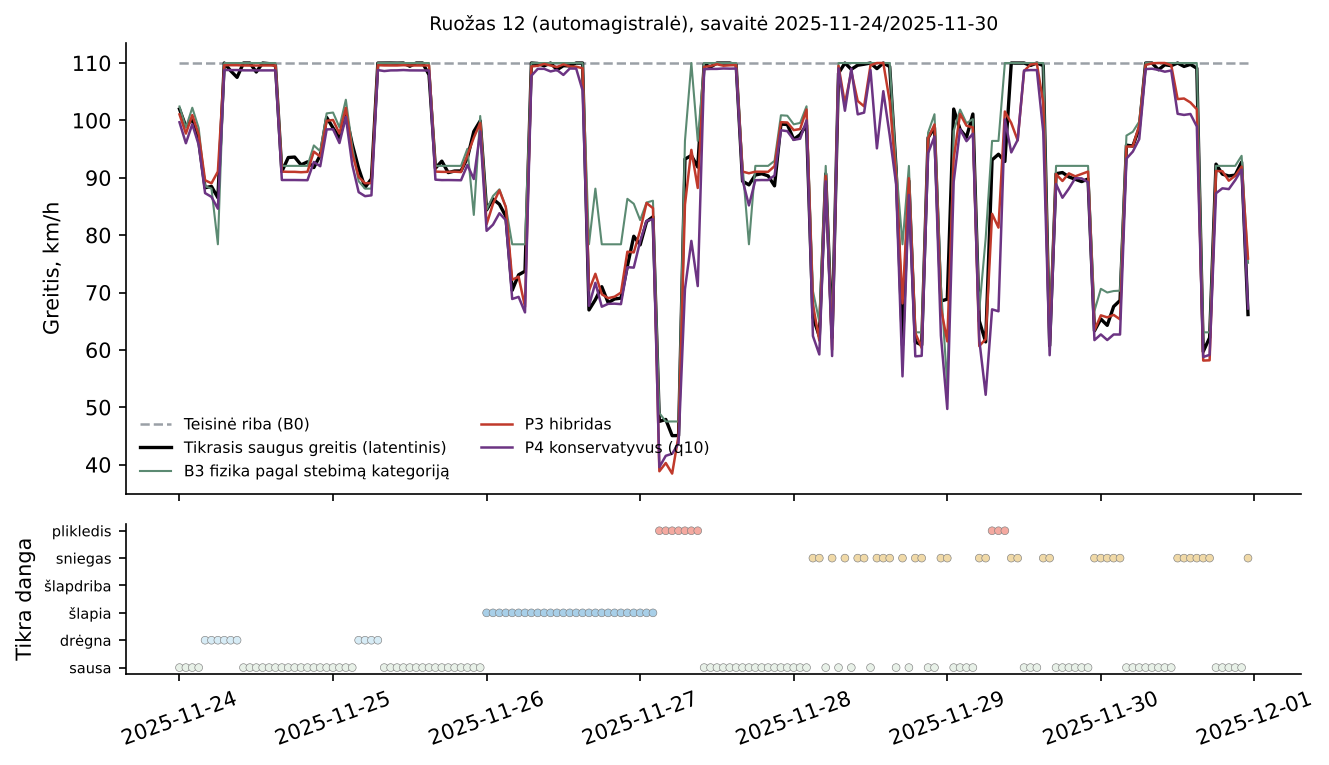 Ruožas 12 (automagistralė), savaitė 2025-11-24/2025-11-30
Greitis, km/h
110
100
90
80
70
60
50
40
Teisinė riba (B0)
Tikrasis saugus greitis (latentinis)
B3 fizika pagal stebimą kategoriją
P3 hibridas
P4 konservatyvus (q10)
Tikra danga
plikledis
sniegas
šlapdriba
šlapia
drėgna
sausa
2025-11-24
2025-11-25
2025-11-26
2025-11-27
2025-11-28
2025-11-29
2025-11-30
2025-12-01